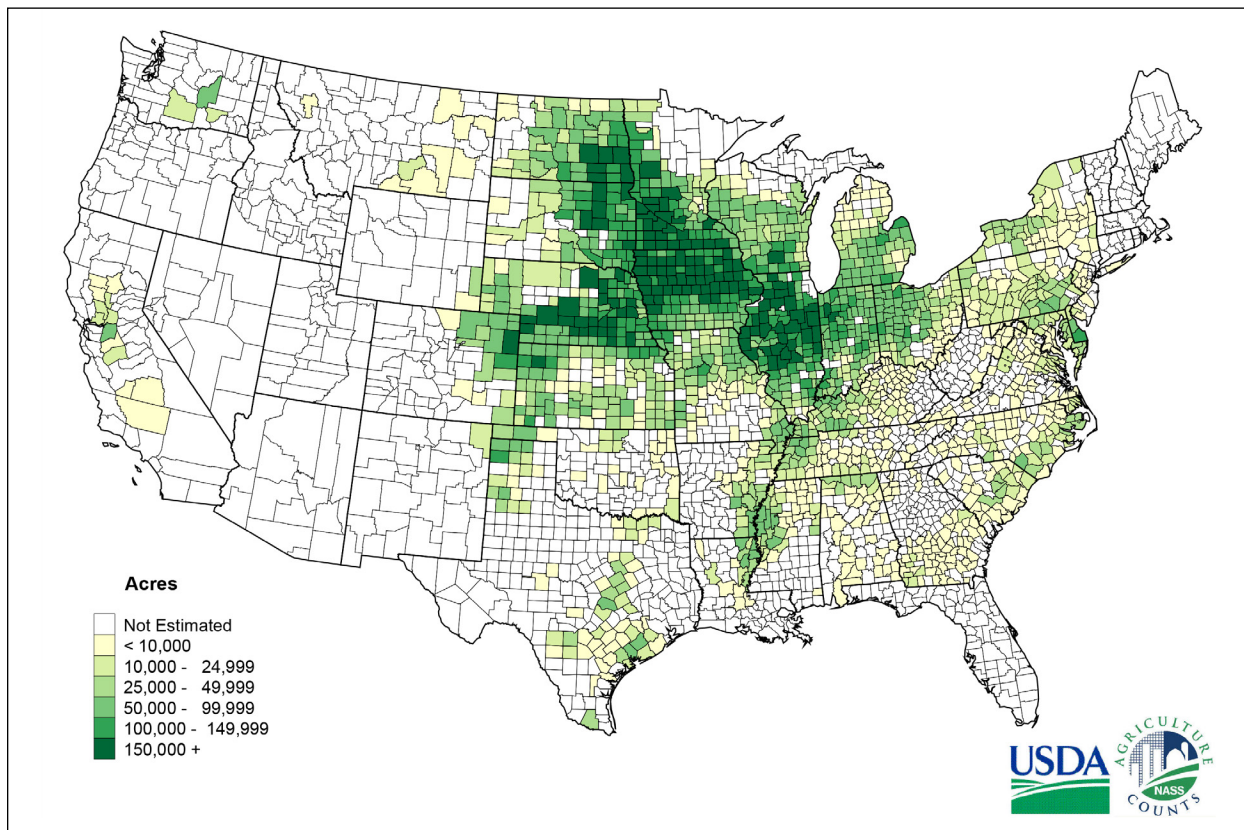 Acres
Not Estimated
< 10,000
10,000 - 24,999
25,000 - 49,999
50,000 - 99,999
100,000 - 149,999
150,000 +
USDA
AGRICULTURE
NASS
COUNTS